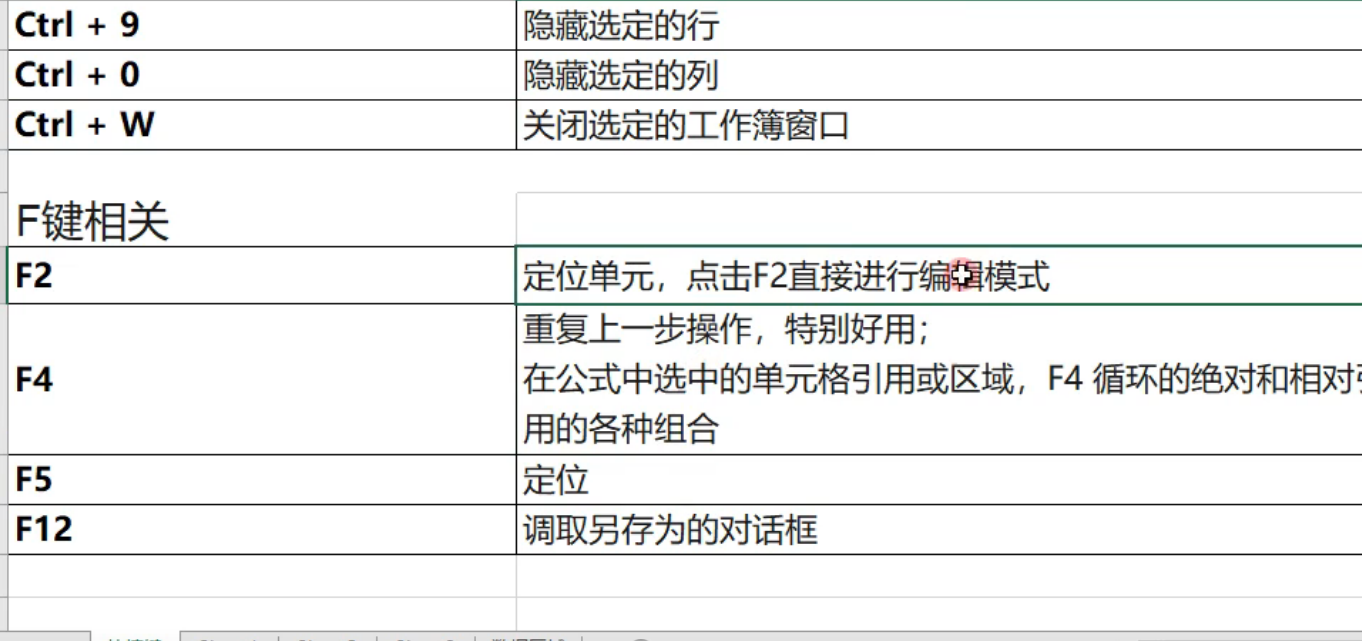 Ctrl + 9 隐藏选定的行
Ctrl + 0 隐藏选定的列
Ctrl + W 关闭选定的工作簿窗口
F键相关
F2 定位单元，点击F2直接进行编辑模式
重复上一步操作，特别好用；
F4 在公式中选中的单元格引用或区域，F4 循环的绝对和相对引
用的各种组合
F5 定位
F12 调取另存为的对话框